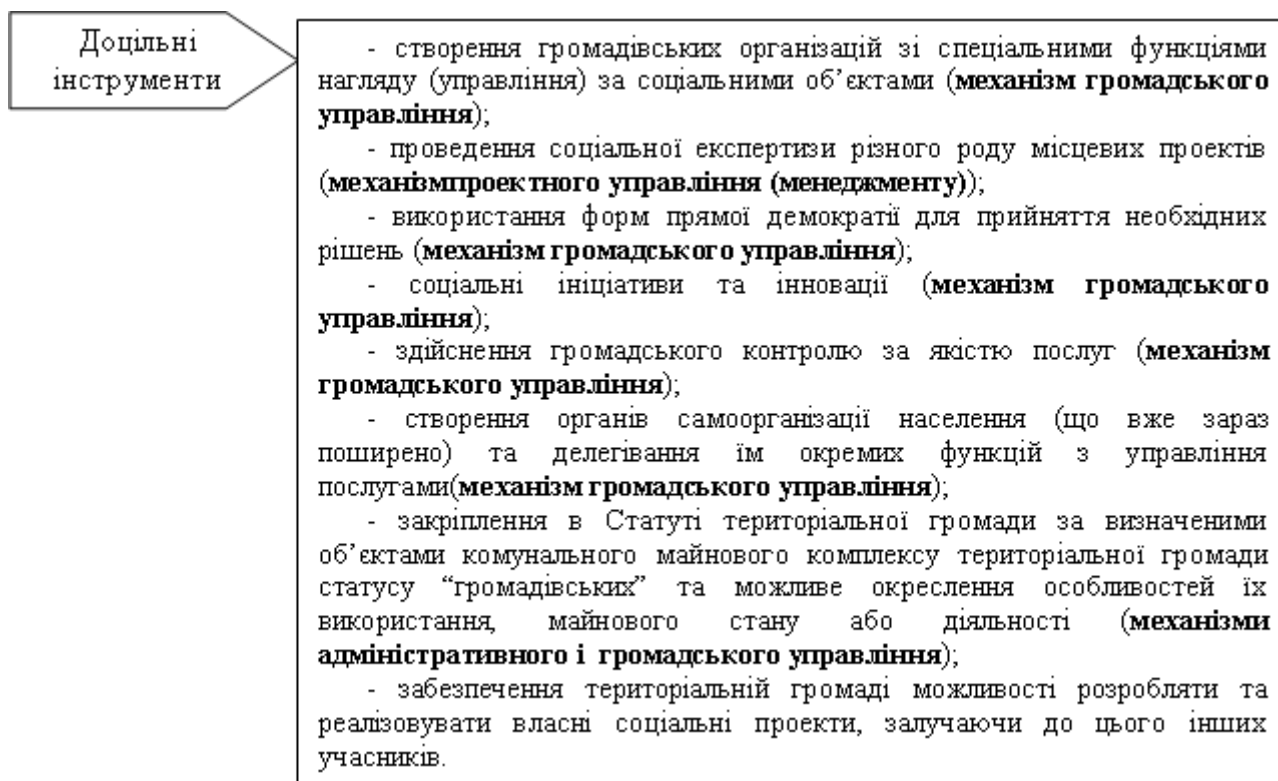 Доцільні
інструменти
- створення громадівських організацій зі спеціальними функціями
нагляду (управління) за соціальними об’єктами (механізм громадського
управління);
- проведення соціальної експертизи різного роду місцевих проектів
(механізмпроектного управління (менеджменту));
- використання форм прямої демократії для прийняття необхідних
рішень (механізм громадського управління);
- соціальні ініціативи та інновації (механізм громадського
управління);
- здійснення громадського контролю за якістю послуг (механізм
громадського управління);
- створення органів самоорганізації населення (що вже зараз
поширено) та делегівання їм окремих функцій з управління
послугами(механізм громадського управління);
- закріплення в Статуті територіальної громади за визначеними
об’єктами комунального майнового комплексу територіальної громади
статусу “громадівських” та можливе окреслення особливостей їх
використання, майнового стану або діяльності (механізми
адміністративного і громадського управління);
- забезпечення територіальній громаді можливості розробляти та
реалізовувати власні соціальні проекти, залучаючи до цього інших
учасників.